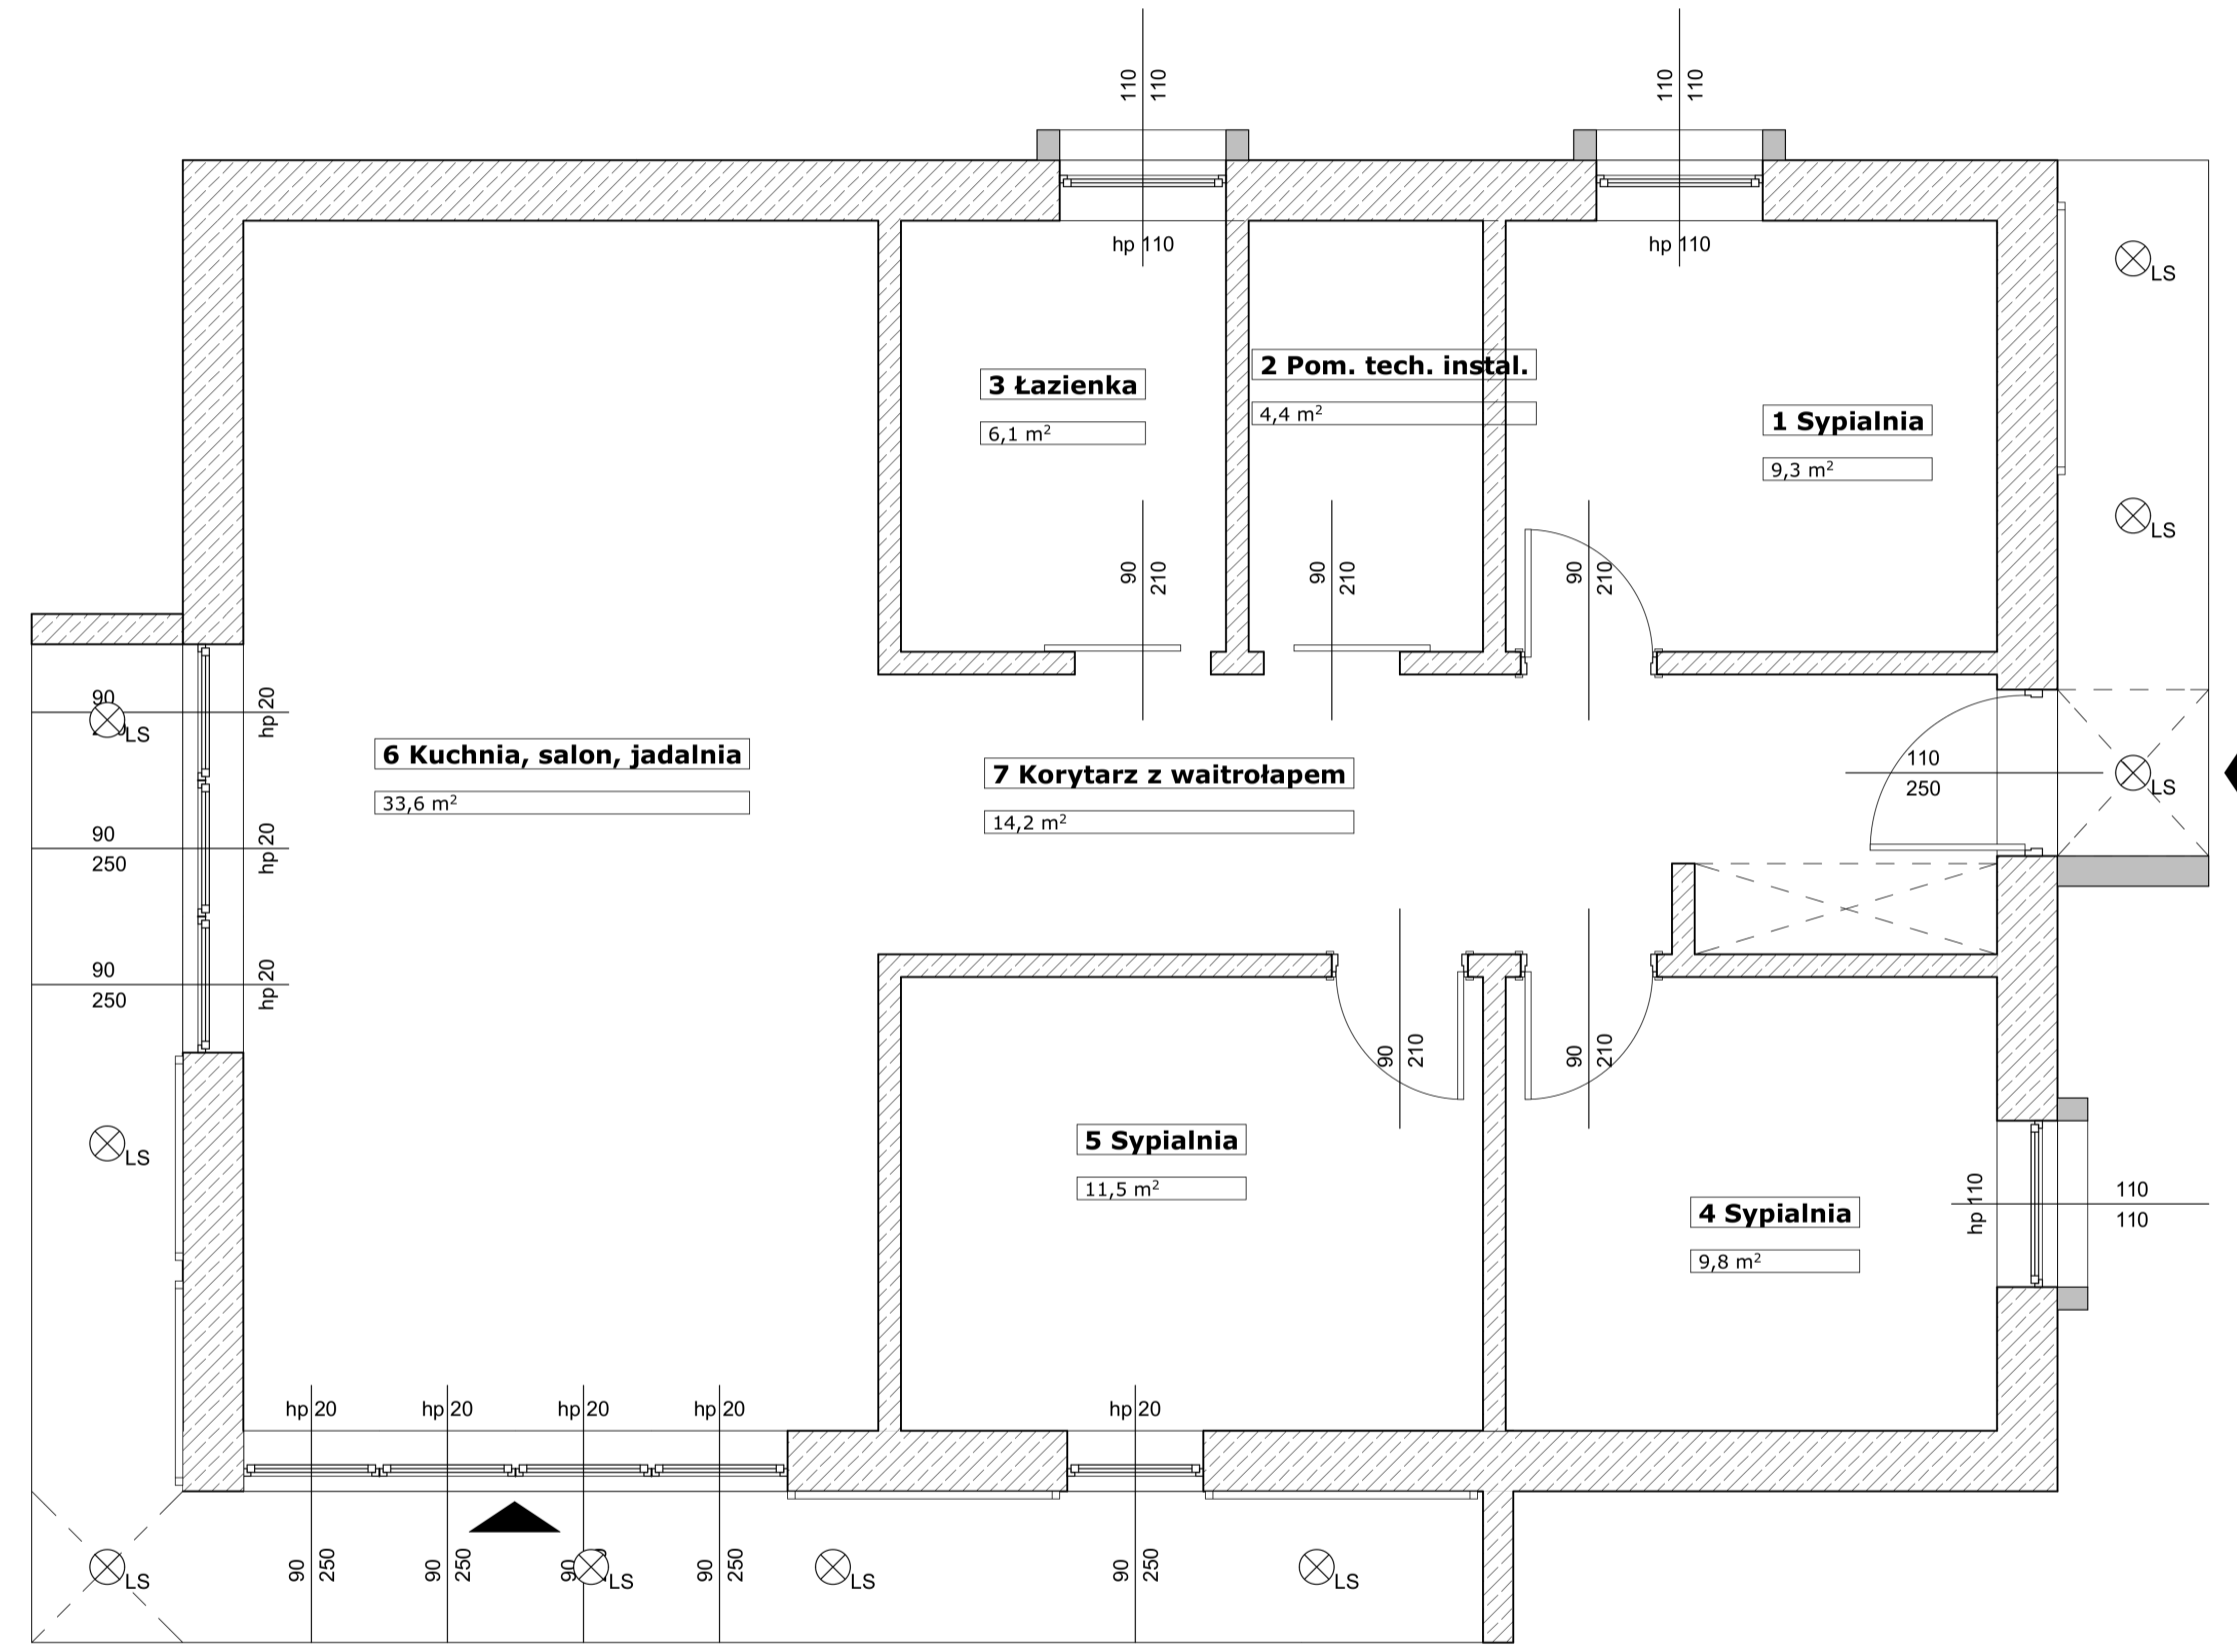 110
110
110
110
hp 110
hp 110
LS
2 Pom. tech. instal.
4,4 m²
3 Łazienka
6,1 m²
1 Sypialnia
9,3 m²
LS
90
210
90
210
90
210
90
LS
hp 20
6 Kuchnia, salon, jadalnia
33,6 m²
7 Korytarz z waitrołapem
14,2 m²
110
250
LS
90
250
hp 20
90
250
hp 20
90
210
90
210
LS
5 Sypialnia
11,5 m²
4 Sypialnia
9,8 m²
hp 110
110
110
hp 20
hp 20
hp 20
hp 20
hp 20
LS
90
250
90
250
90
LS
90
250
LS
90
250
LS